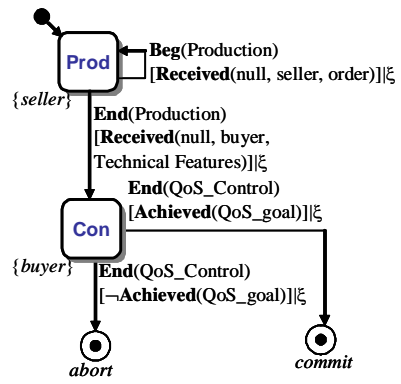 Prod
Beg(Production)
[Received(null, seller, order)]|ξ
{seller}
End(Production)
[Received(null, buyer,
Technical Features)]|ξ
End(QoS_Control)
[Achieved(QoS_goal)]|ξ
Con
{buyer}
End(QoS_Control)
[¬Achieved(QoS_goal)]|ξ
abort
commit